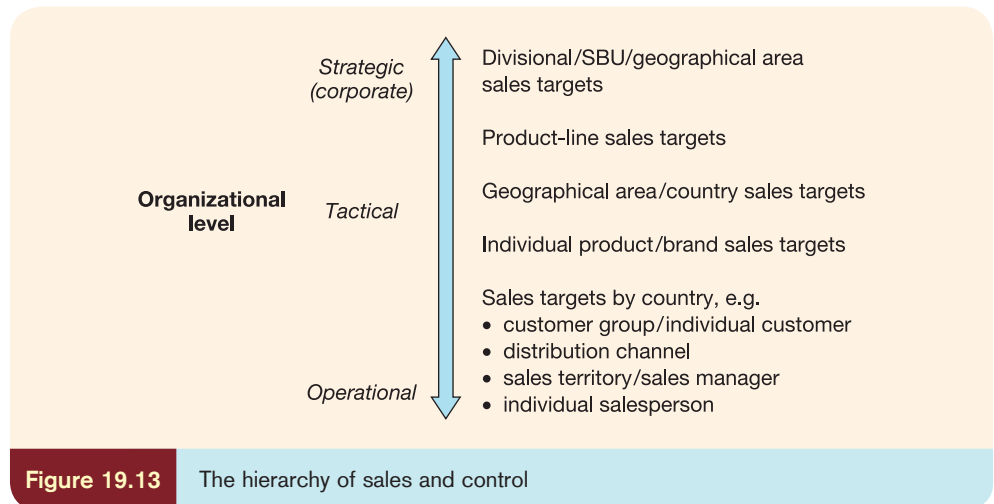 Strategic
(corporate)
Divisional/SBU/geographical area
sales targets
Product-line sales targets
Organizational
level
Tactical
Geographical area/country sales targets
Individual product/brand sales targets
Sales targets by country, e.g.
• customer group/individual customer
• distribution channel
• sales territory/sales manager
Operational
• individual salesperson
Figure 19.13
The hierarchy of sales and control